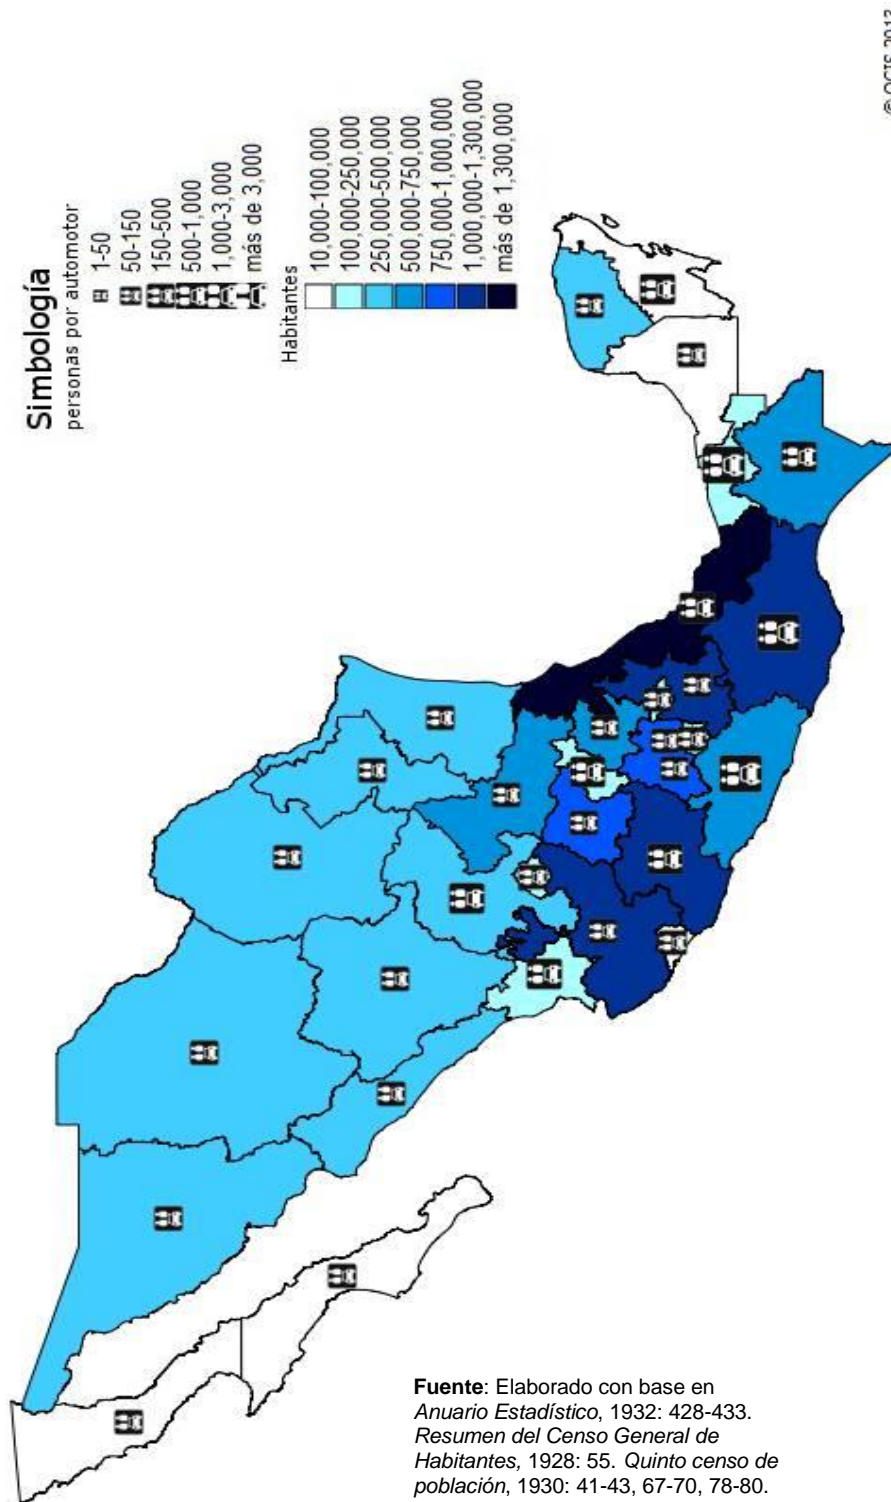 Simbología
personas por automotor
1-50
50-150
150-500
500-1,000
1,000-3,000
más de 3,000
Habitantes
10,000-100,000
100,000-250,000
250,000-500,000
500,000-750,000
750,000-1,000,000
1,000,000-1,300,000
más de 1,300,000
Fuente: Elaborado con base en
Anuario Estadístico, 1932: 428-433.
Resumen del Censo General de
Habitantes, 1928: 55. Quinto censo de
población, 1930: 41-43, 67-70, 78-80.